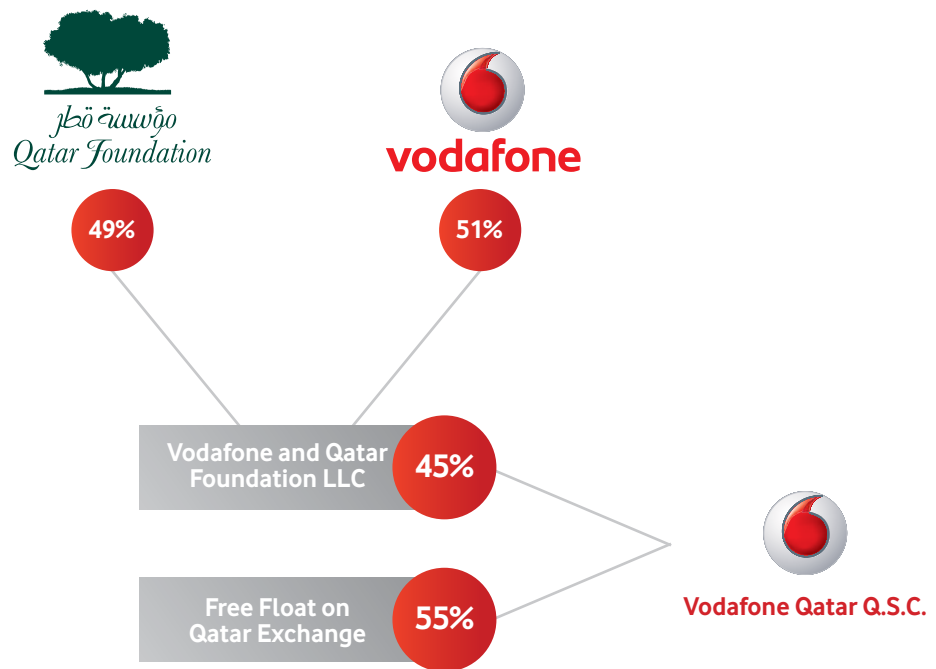 مؤسسة قطر
Qatar Foundation
vodafone
49%
51%
Vodafone and Qatar
Foundation LLC
45%
Free Float on
Qatar Exchange
55%
Vodafone Qatar Q.S.C.